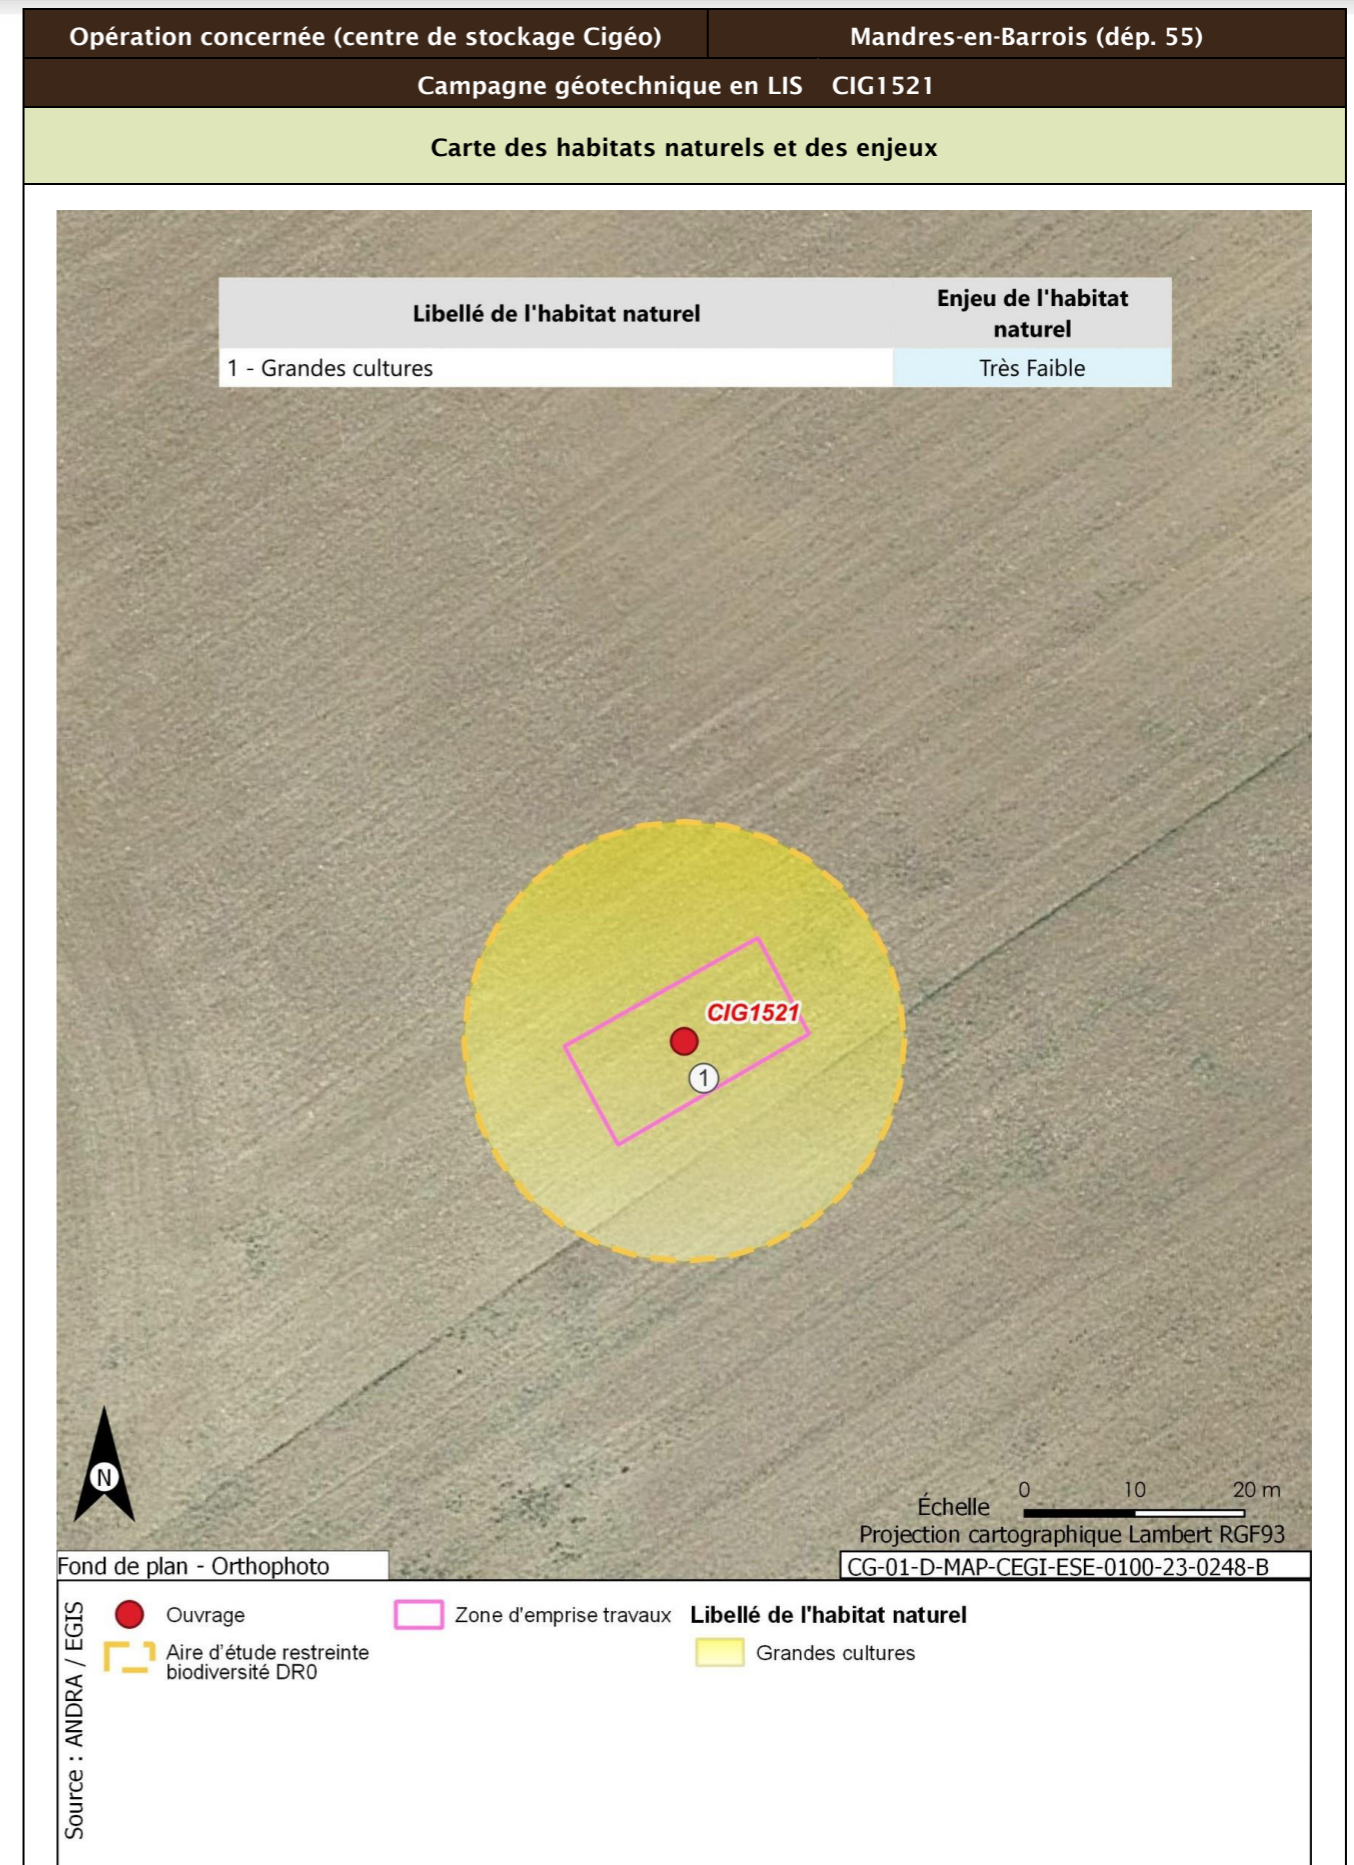 Opération concernée (centre de stockage Cigéo)
Mandres-en-Barrois (dép. 55)
Campagne géotechnique en LIS CIG1521
Carte des habitats naturels et des enjeux
Libellé de l'habitat naturel
Enjeu de l'habitat
naturel
1 - Grandes cultures
Très Faible
CIG1521
1
N
0 10 20 m
Échelle
Projection cartographique Lambert RGF93
Fond de plan - Orthophoto
CG-01-D-MAP-CEGI-ESE-0100-23-0248-B
Source : ANDRA / EGIS
Ouvrage
Aire d'étude restreinte
biodiversité DR0
Zone d'emprise travaux
Libellé de l'habitat naturel
Grandes cultures